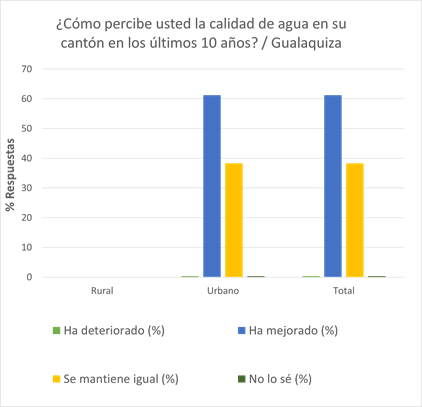 ¿Cómo percibe usted la calidad de agua en su
cantón en los últimos 10 años? / Gualaquiza
% Respuestas
70
60
50
40
30
20
10
0
Rural
Urbano
Total
Ha deteriorado (%)
Ha mejorado (%)
Se mantiene igual (%)
No lo sé (%)